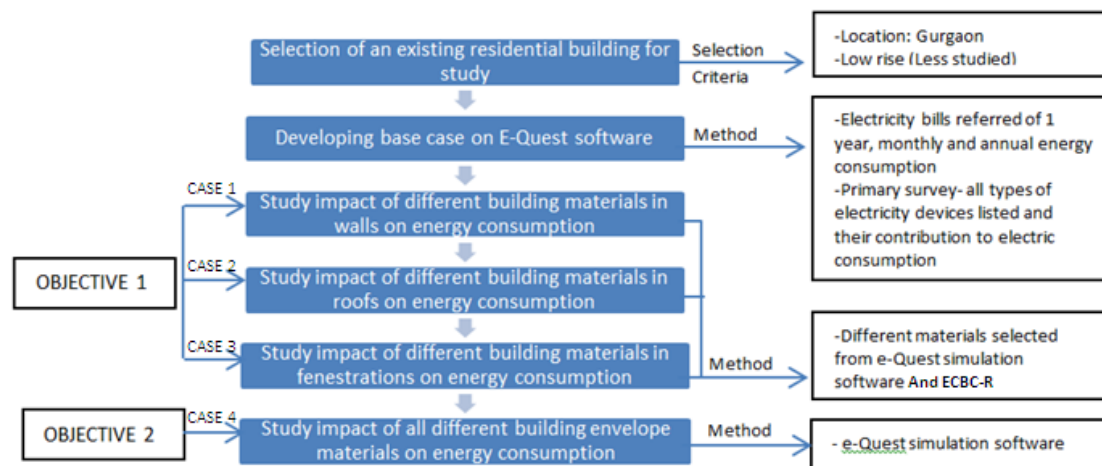 Selection of an existing residential building for
study
Selection
Criteria
-Location: Gurgaon
-Low rise (Less studied)
Developing base case on E-Quest software
Method
-Electricity bills referred of 1
year, monthly and annual energy
consumption
-Primary survey- all types of
electricity devices listed and
their contribution to electric
consumption
OBJECTIVE 1
CASE 1
Study impact of different building materials in
walls on energy consumption
CASE 2
Study impact of different building materials in
roofs on energy consumption
CASE 3
Study impact of different building materials in
fenestrations on energy consumption
Method
-Different materials selected
from e-Quest simulation
software And ECBC-R
OBJECTIVE 2
CASE 4
Study impact of all different building envelope
materials on energy consumption
Method
- e-Quest simulation software